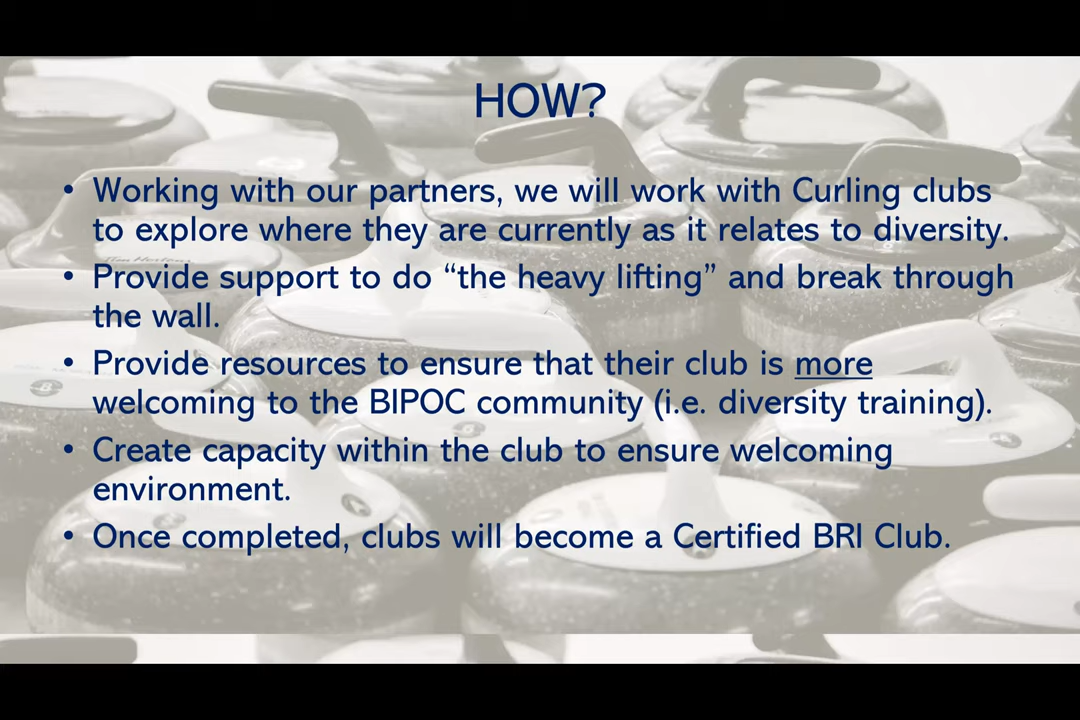 HOW?
• Working with our partners, we will work with Curling clubs
to explore where they are currently as it relates to diversity.
• Provide support to do “the heavy lifting” and break through
the wall.
• Provide resources to ensure that their club is more
welcoming to the BIPOC community (i.e. diversity training).
• Create capacity within the club to ensure welcoming
environment.
• Once completed, clubs will become a Certified BRI Club.
Tim Hortons